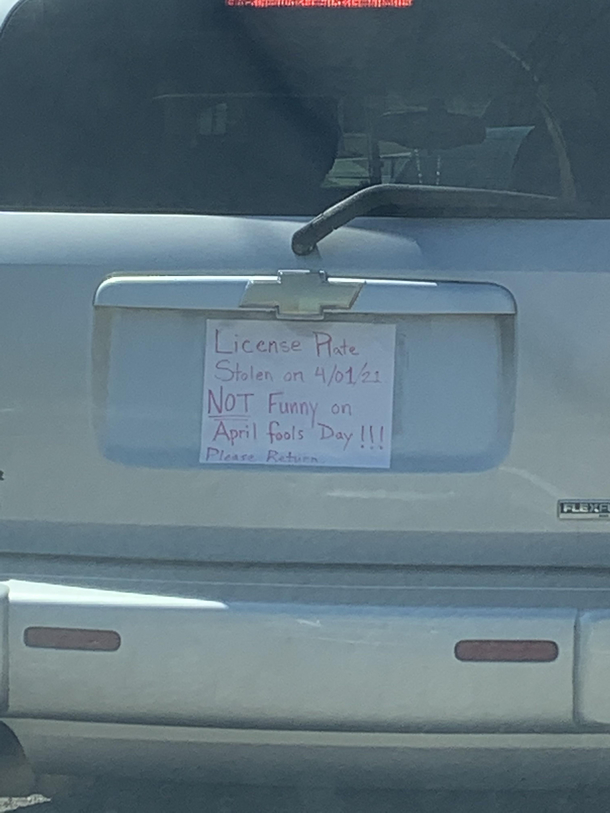 License Plate
Stolen on 4/01/21
NOT Funny on
April fools Day !!!
Please Return